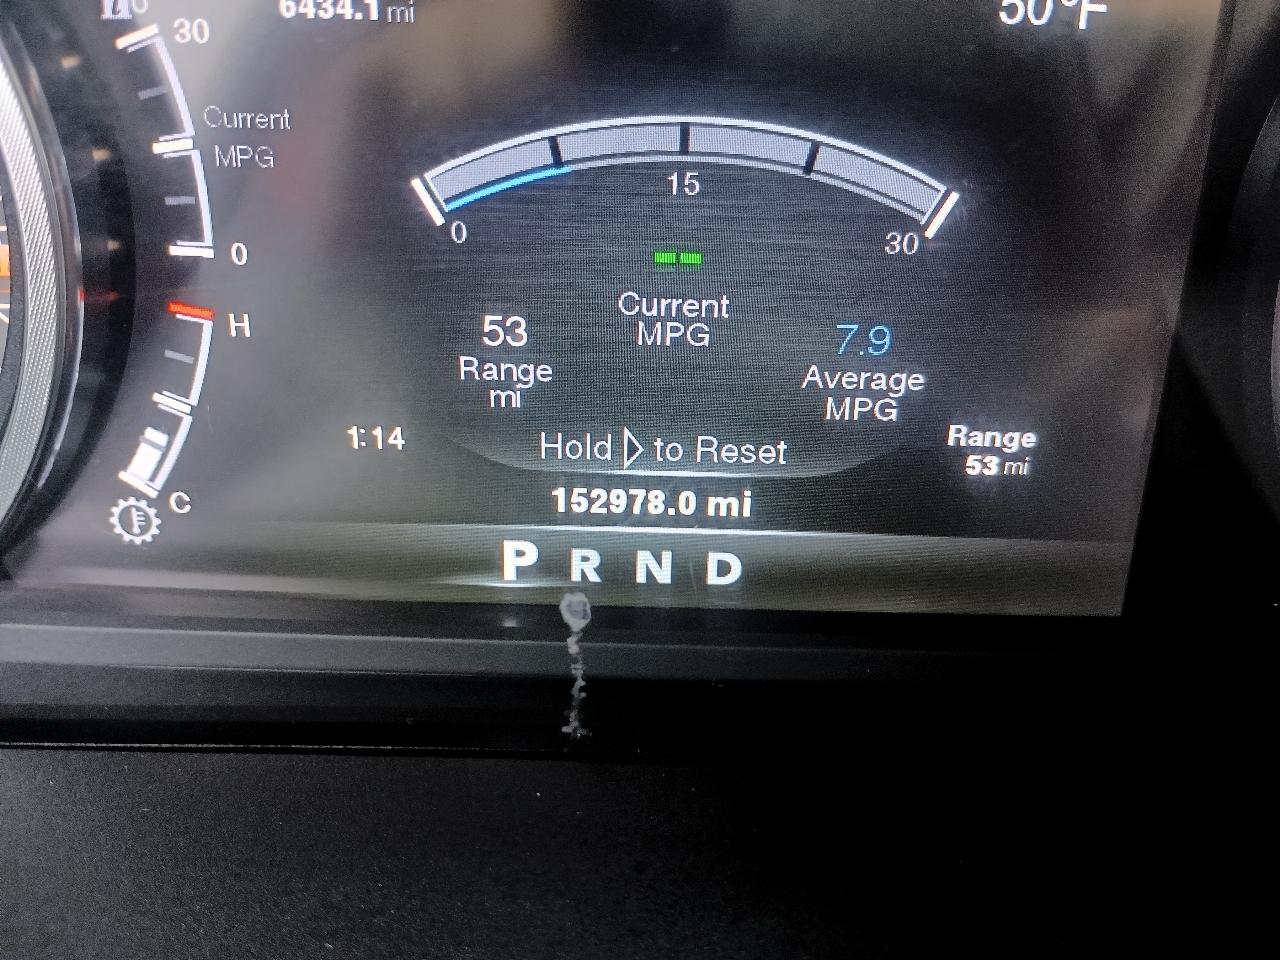 6434.1 mi
50°F
30
Current
MPG
0
15
0
30
Current
MPG
H
53
Range
mi
7.9
Average
MPG
1:14
Hold ▷ to Reset
Range
53 mi
152978.0 mi
C
P R N D